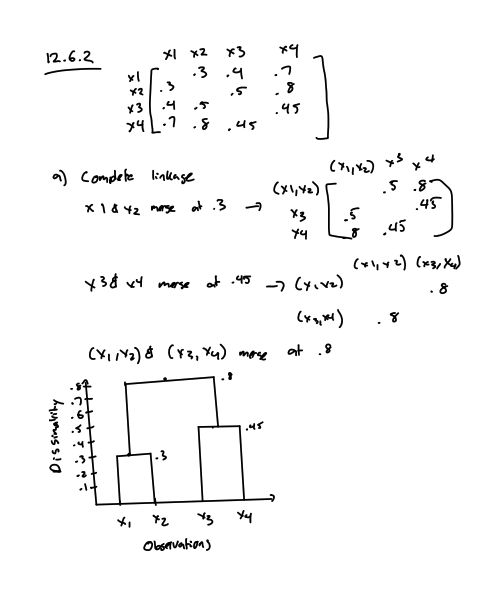 12.6.2
x1 x2 x3 x4
x1 .3 .4 .7
x2 .3 .5 .8
x3 .4 .5 .45
x4 .7 .8 .45
a) Complete linkage
(x1,x2) x3 x4
x1 & x2 merge at .3 → (x1,x2) .5 .8
x3 .5 .45
x4 .8 .45
(x1,x2) (x3,x4)
x3 & x4 merge at .45 → (x1,x2) .8
(x3,x4) .8
(x1,x2) & (x3,x4) merge at .8
Dissimilarity
.8
.7
.6
.5
.4
.3
.2
.1
.8
.45
.3
x1 x2 x3 x4
Observations